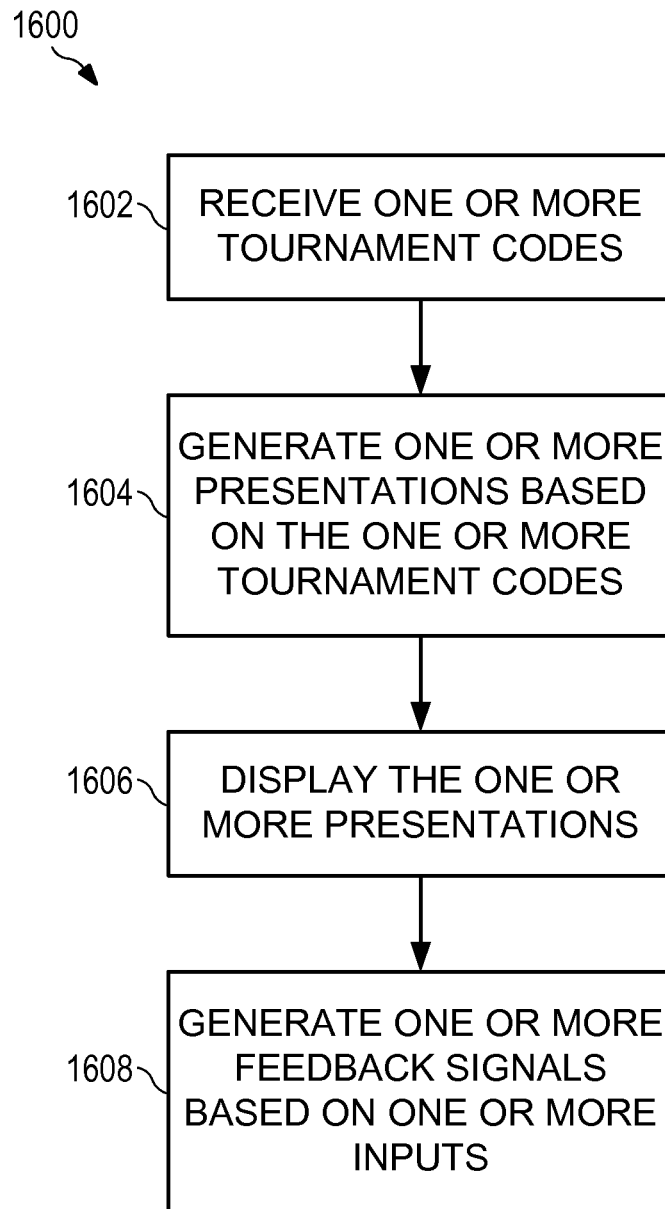 1600
1602
RECEIVE ONE OR MORE
TOURNAMENT CODES
1604
GENERATE ONE OR MORE
PRESENTATIONS BASED
ON THE ONE OR MORE
TOURNAMENT CODES
1606
DISPLAY THE ONE OR
MORE PRESENTATIONS
1608
GENERATE ONE OR MORE
FEEDBACK SIGNALS
BASED ON ONE OR MORE
INPUTS